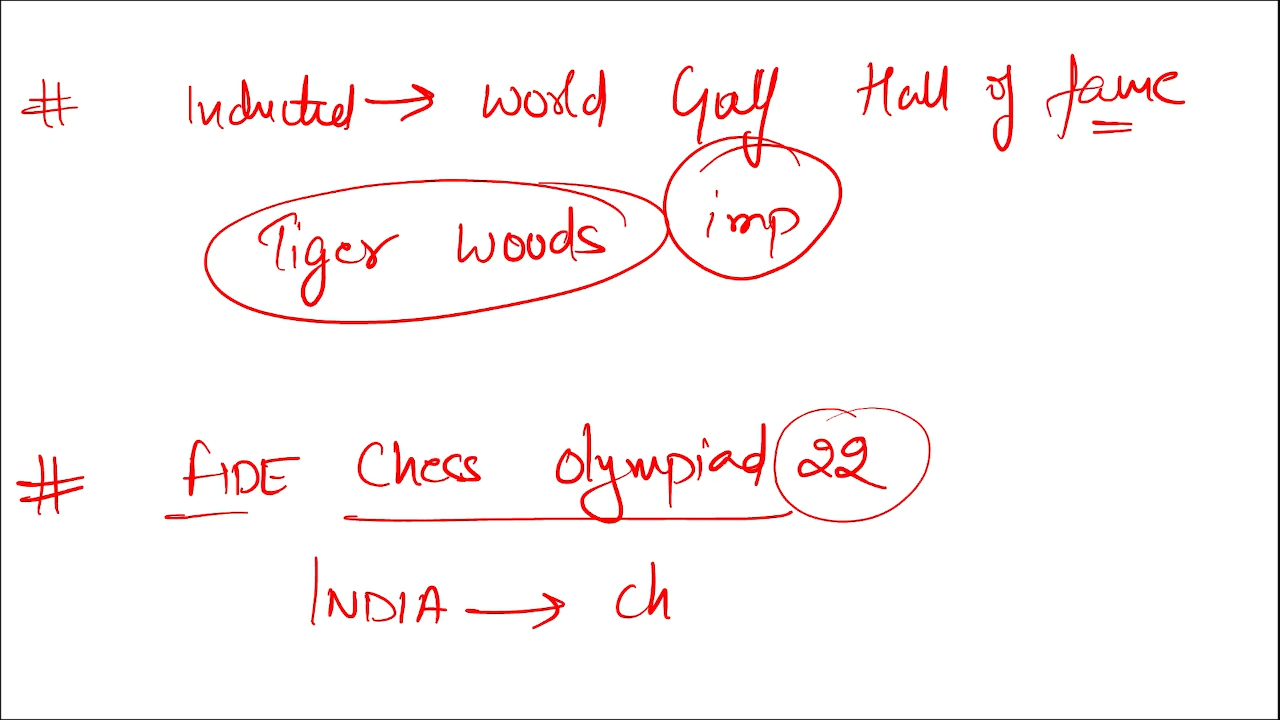 # Inducted → World Golf Hall of fame
Tiger Woods imp
# FIDE Chess Olympiad 22
INDIA → Ch